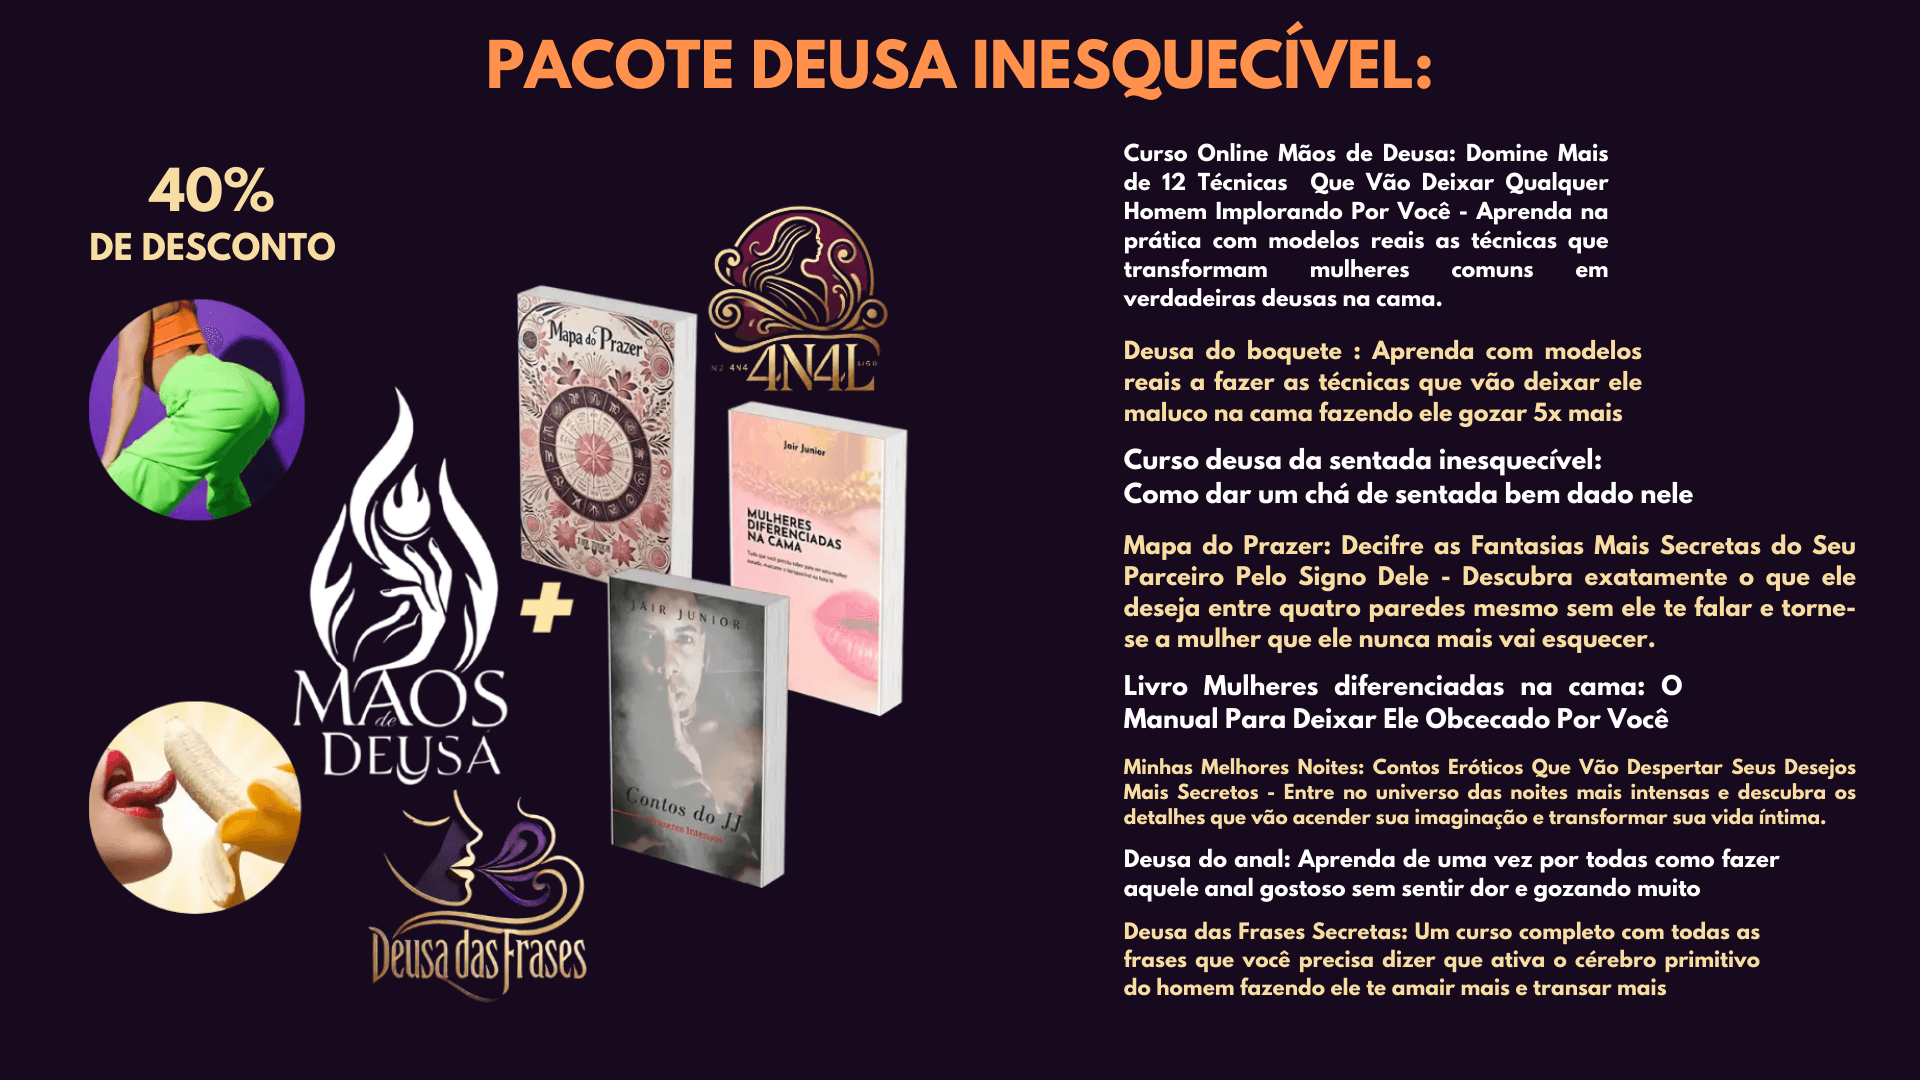 PACOTE DEUSA INESQUECÍVEL:
40%
DE DESCONTO
MÃOS
de
DEUSA
Deusa das Frases
Mapa do Prazer
4N4L
Jair Junior
MULHERES
DIFERENCIADAS
NA CAMA
JAIR JUNIOR
Contos do JJ
Prazeres Intensos
Curso Online Mãos de Deusa: Domine Mais
de 12 Técnicas Que Vão Deixar Qualquer
Homem Implorando Por Você - Aprenda na
prática com modelos reais as técnicas que
transformam mulheres comuns em
verdadeiras deusas na cama.
Deusa do boquete : Aprenda com modelos
reais a fazer as técnicas que vão deixar ele
maluco na cama fazendo ele gozar 5x mais
Curso deusa da sentada inesquecível:
Como dar um chá de sentada bem dado nele
Mapa do Prazer: Decifre as Fantasias Mais Secretas do Seu
Parceiro Pelo Signo Dele - Descubra exatamente o que ele
deseja entre quatro paredes mesmo sem ele te falar e torne-
se a mulher que ele nunca mais vai esquecer.
Livro Mulheres diferenciadas na cama: O
Manual Para Deixar Ele Obcecado Por Você
Minhas Melhores Noites: Contos Eróticos Que Vão Despertar Seus Desejos
Mais Secretos - Entre no universo das noites mais intensas e descubra os
detalhes que vão acender sua imaginação e transformar sua vida íntima.
Deusa do anal: Aprenda de uma vez por todas como fazer
aquele anal gostoso sem sentir dor e gozando muito
Deusa das Frases Secretas: Um curso completo com todas as
frases que você precisa dizer que ativa o cérebro primitivo
do homem fazendo ele te amair mais e transar mais